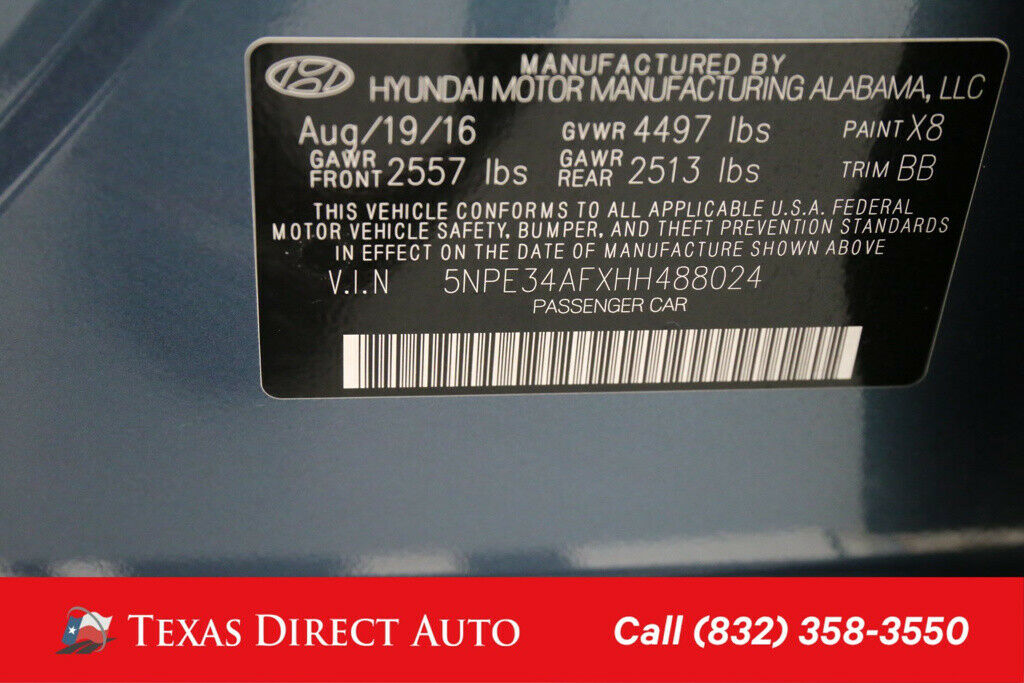 MANUFACTURED BY
HYUNDAI MOTOR MANUFACTURING ALABAMA, LLC
Aug/19/16 GVWR 4497 lbs PAINT X8
GAWR FRONT 2557 lbs GAWR REAR 2513 lbs TRIM BB
THIS VEHICLE CONFORMS TO ALL APPLICABLE U.S.A. FEDERAL
MOTOR VEHICLE SAFETY, BUMPER, AND THEFT PREVENTION STANDARDS
IN EFFECT ON THE DATE OF MANUFACTURE SHOWN ABOVE
V.I.N 5NPE34AFXHH488024
PASSENGER CAR
TEXAS DIRECT AUTO Call (832) 358-3550